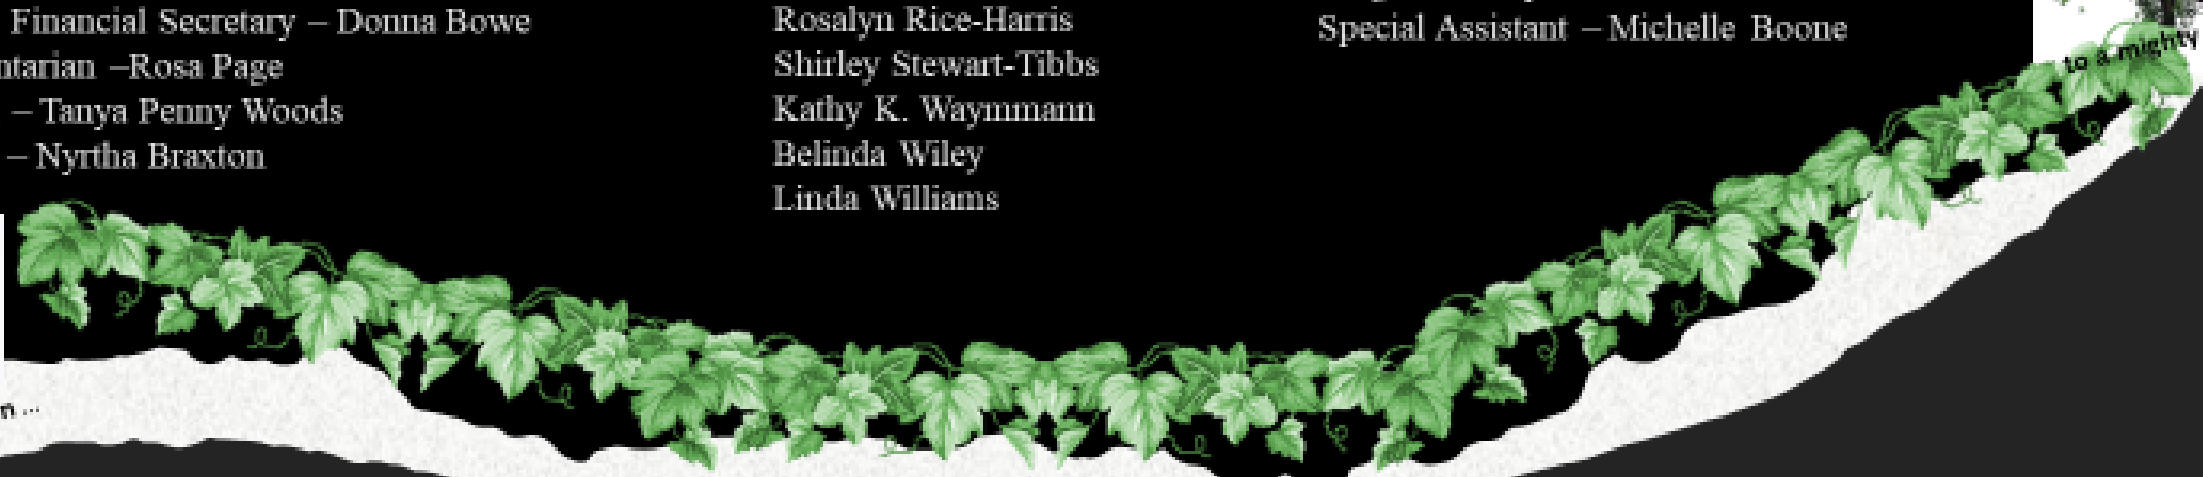 Financial Secretary – Donna Bowe
–Rosa Page
– Tanya Penny Woods
– Nyrtha Braxton
Rosalyn Rice-Harris
Shirley Stewart-Tibbs
Kathy K. Waymmann
Belinda Wiley
Linda Williams
Special Assistant – Michelle Boone
to a mighty